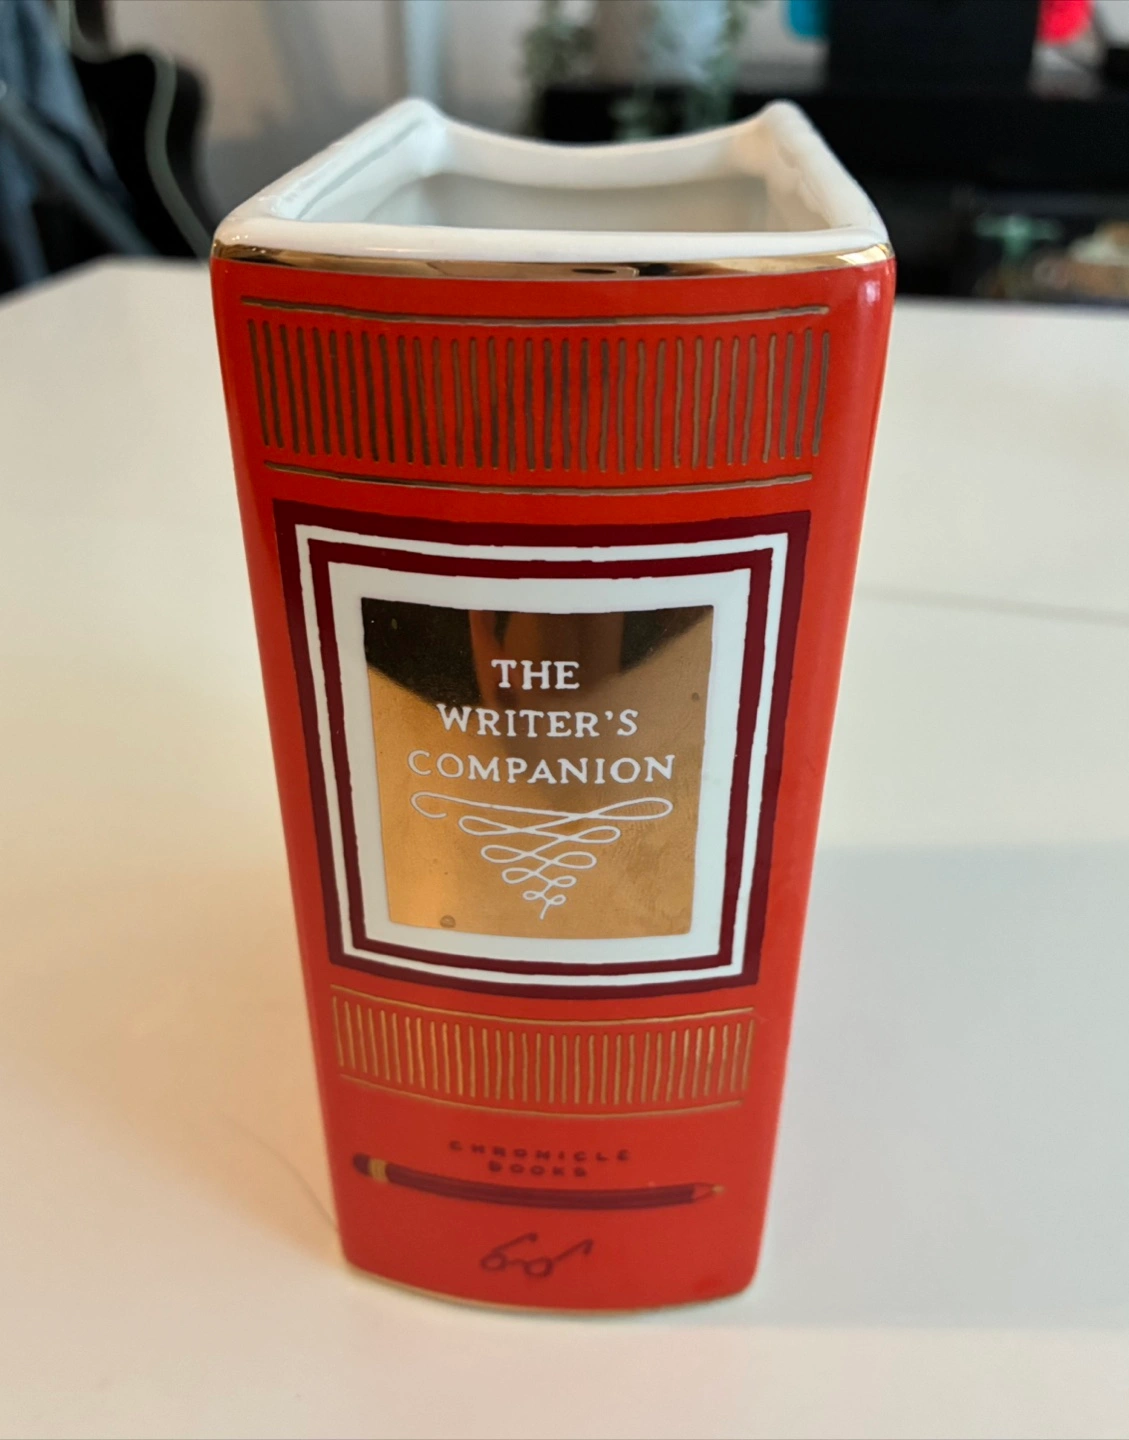 THE
WRITER'S
COMPANION
CHRONICLE
BOOKS